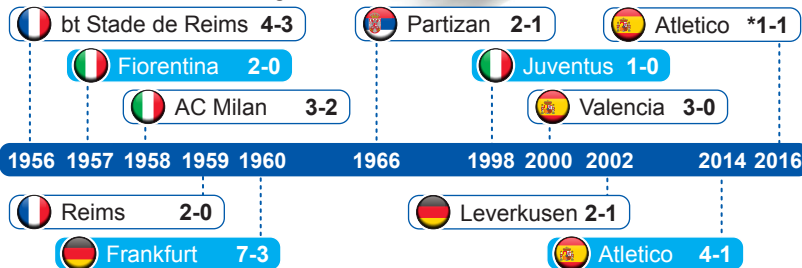 bt Stade de Reims 4-3 Partizan 2-1 Atletico *1-1
Fiorentina 2-0 Juventus 1-0
AC Milan 3-2 Valencia 3-0
1956 1957 1958 1959 1960 1966 1998 2000 2002 2014 2016
Reims 2-0 Leverkusen 2-1
Frankfurt 7-3 Atletico 4-1